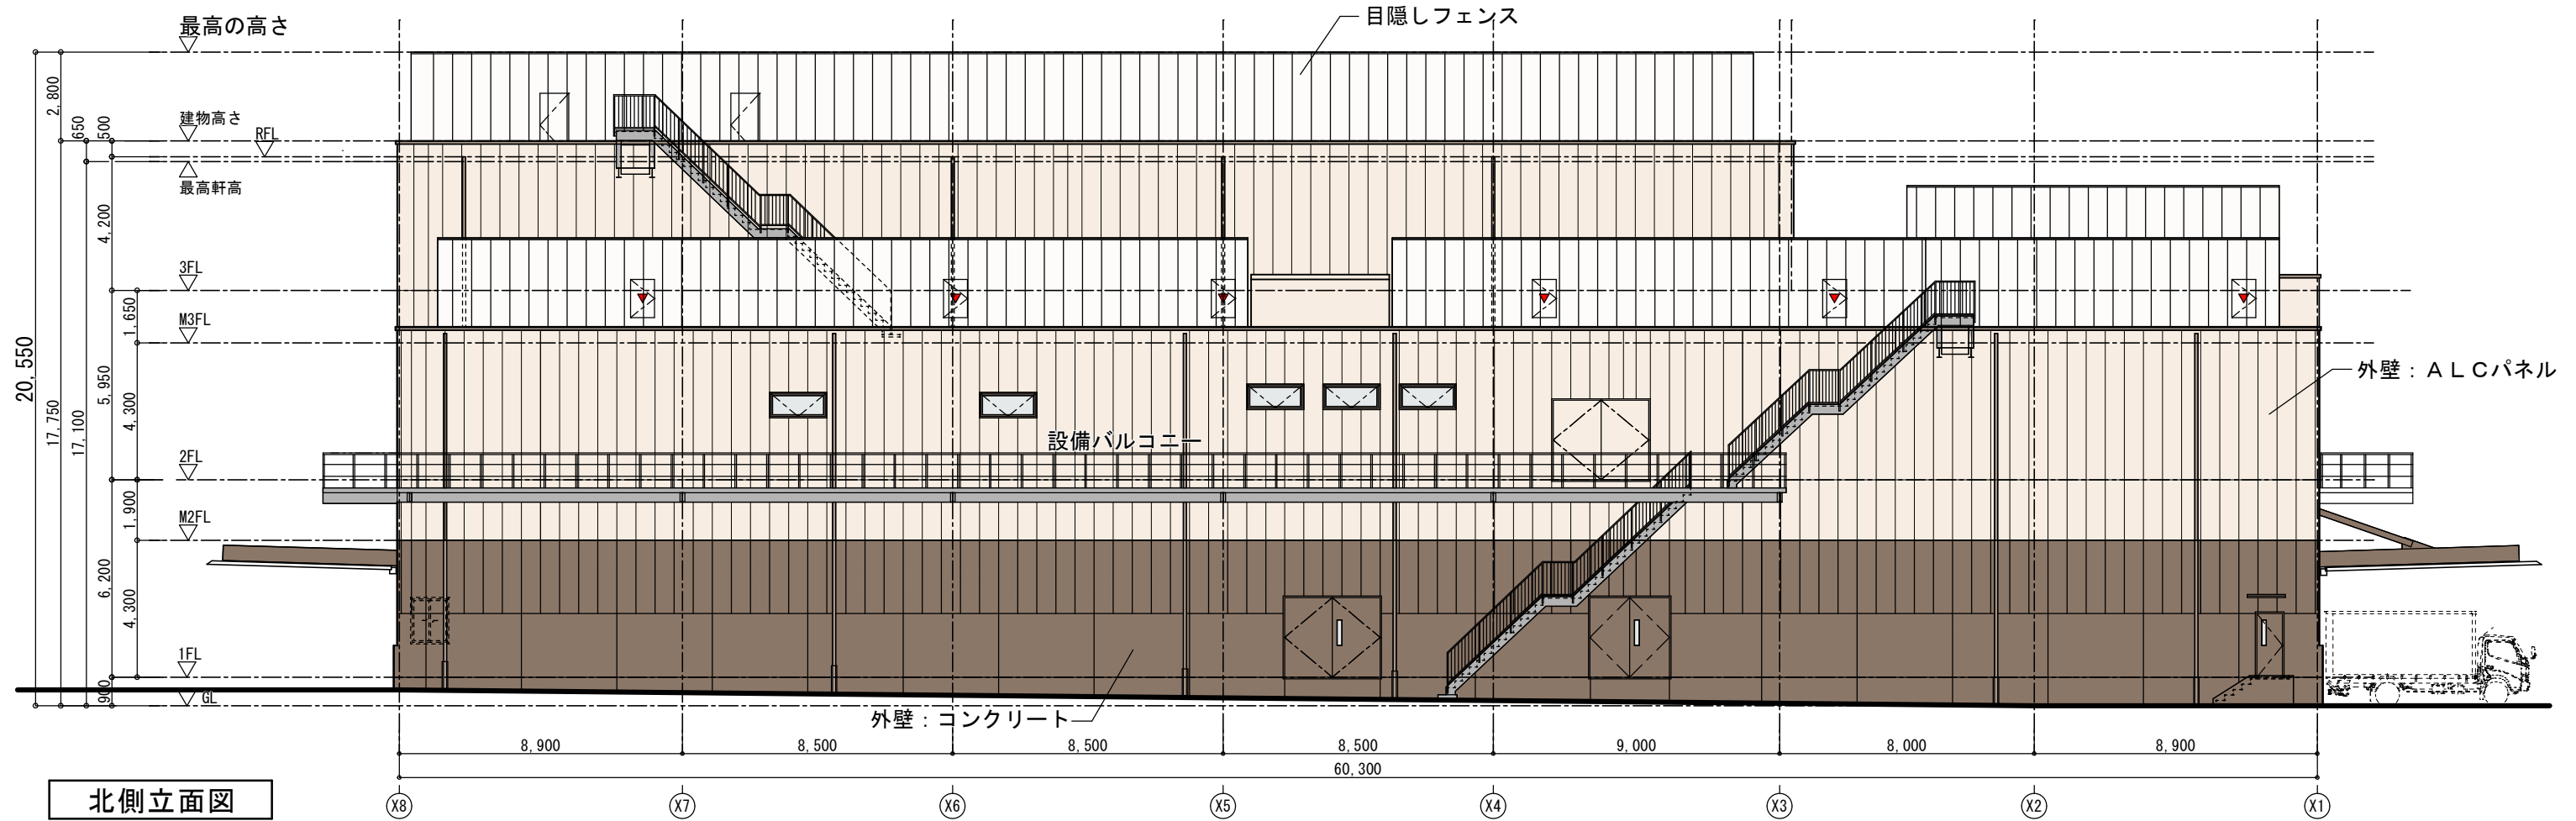 目隠しフェンス
最高の高さ
2,800
建物高さ
650
500
RFL
最高軒高
4,200
3FL
1,650
M3FL
20,550
17,750
17,100
5,950
4,300
外壁：ＡＬＣパネル
設備バルコニー
2FL
1,900
M2FL
6,200
4,300
1FL
900
GL
外壁：コンクリート
8,900
8,500
8,500
8,500
9,000
8,000
8,900
60,300
北側立面図
X8
X7
X6
X5
X4
X3
X2
X1